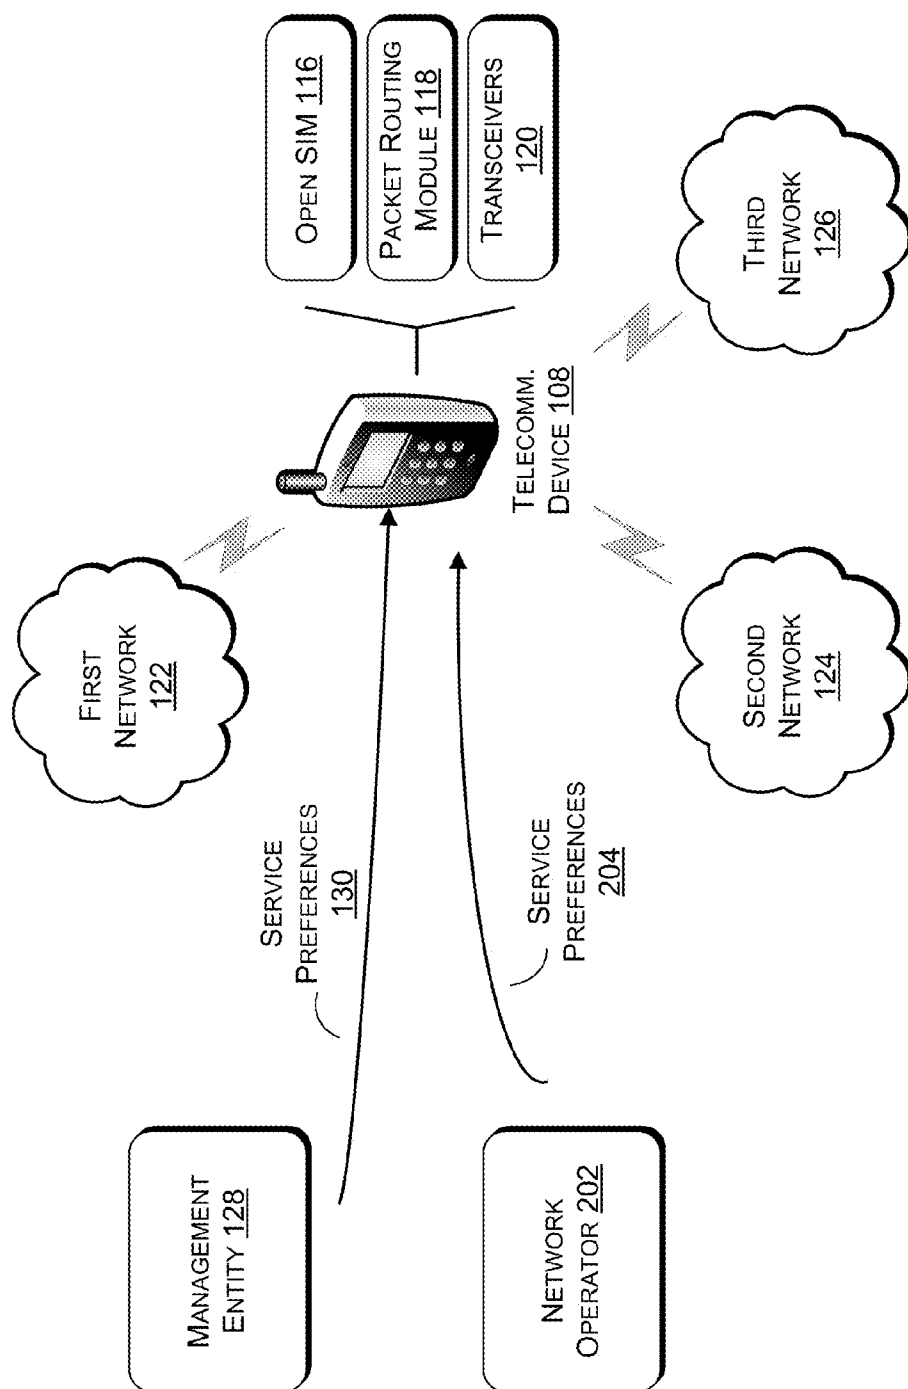 MANAGEMENT
ENTITY 128
NETWORK
OPERATOR 202
SERVICE
PREFERENCES
130
SERVICE
PREFERENCES
204
FIRST
NETWORK
122
TELECOMM.
DEVICE 108
SECOND
NETWORK
124
THIRD
NETWORK
126
OPEN SIM 116
PACKET ROUTING
MODULE 118
TRANSCEIVERS
120